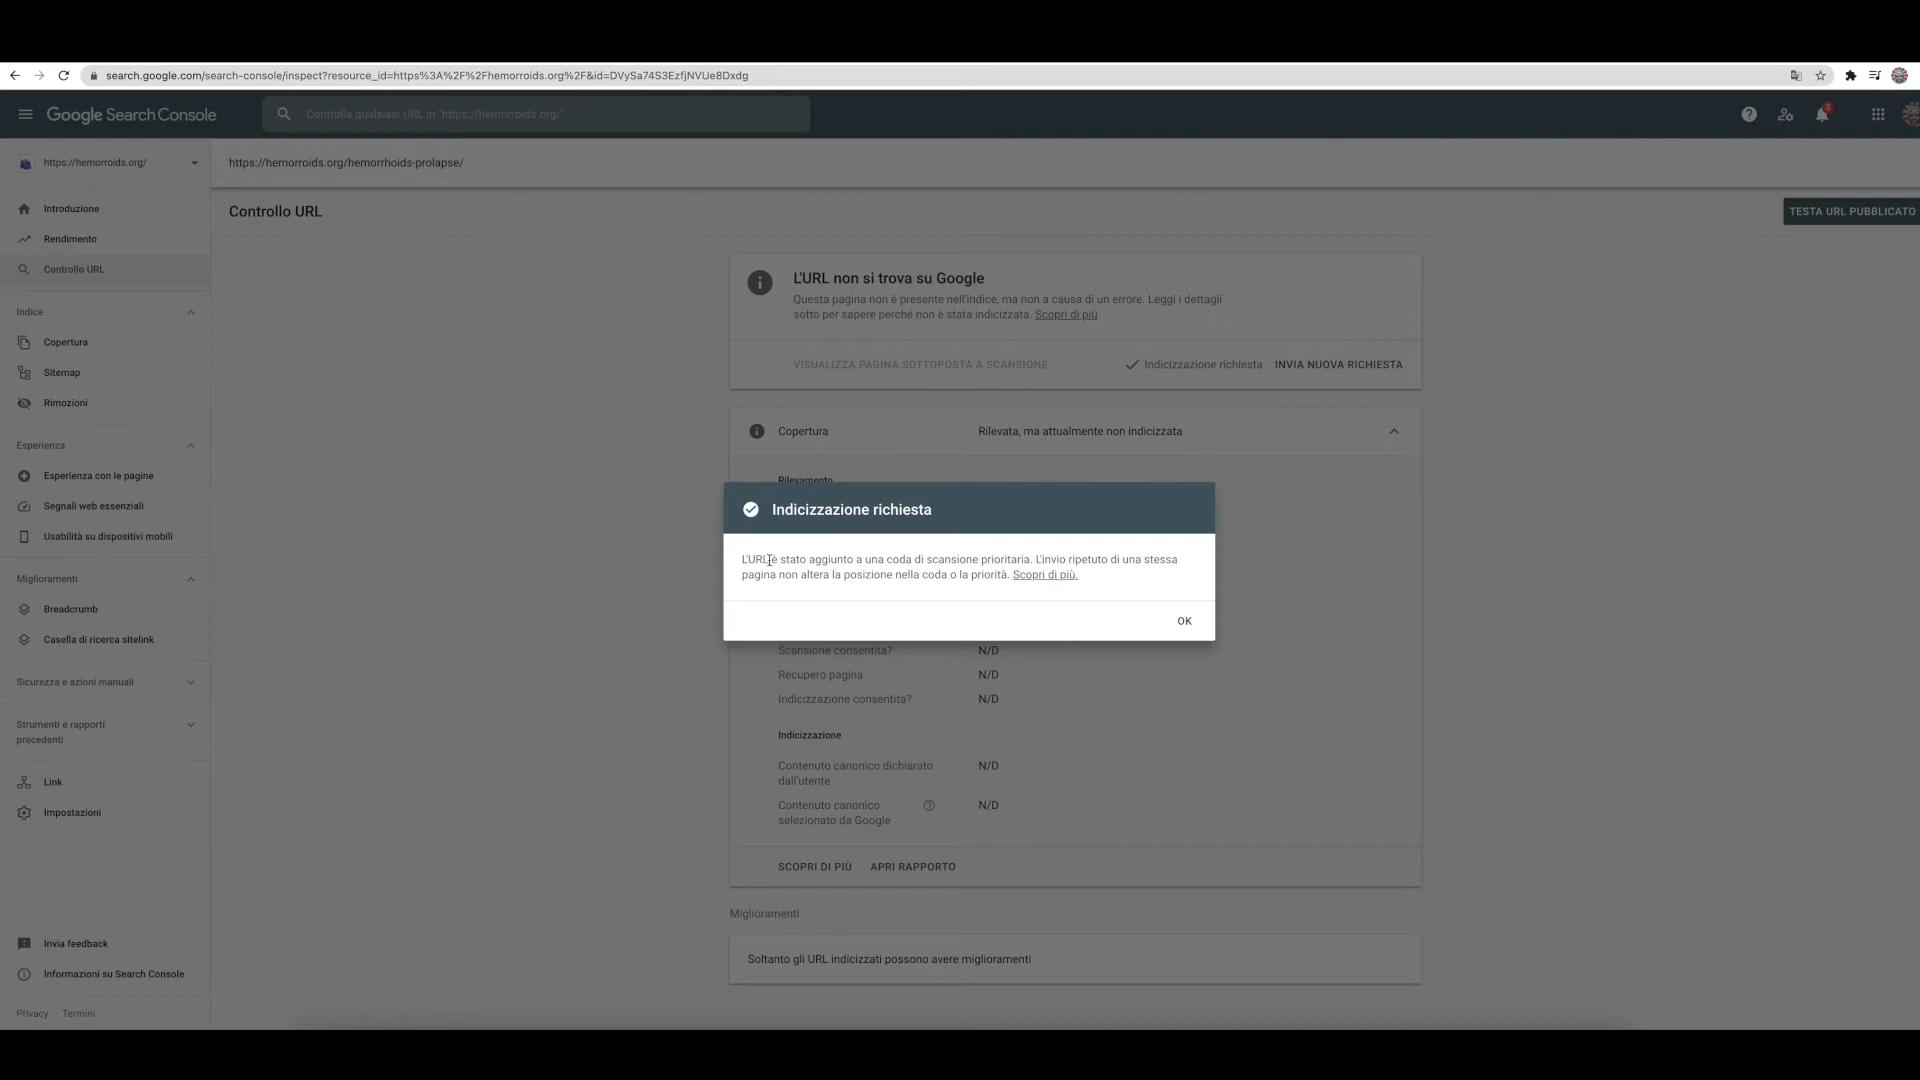 search.google.com/search-console/inspect?resource_id=https%3A%2F%2Fhemorroids.org%2F&id=DVySa74S3EzfjNVUe8Dxdg
Google Search Console
Controlla qualsiasi URL in "https://hemorroids.org/"
3
https://hemorroids.org/
https://hemorroids.org/hemorrhoids-prolapse/
Introduzione
Rendimento
Controllo URL
Indice
Copertura
Sitemap
Rimozioni
Esperienza
Esperienza con le pagine
Segnali web essenziali
Usabilità su dispositivi mobili
Miglioramenti
Breadcrumb
Casella di ricerca sitelink
Sicurezza e azioni manuali
Strumenti e rapporti
precedenti
Link
Impostazioni
Invia feedback
Informazioni su Search Console
Privacy Termini
Controllo URL
TESTA URL PUBBLICATO
L'URL non si trova su Google
Questa pagina non è presente nell'indice, ma non a causa di un errore. Leggi i dettagli
sotto per sapere perché non è stata indicizzata. Scopri di più
VISUALIZZA PAGINA SOTTOPOSTA A SCANSIONE
Indicizzazione richiesta
INVIA NUOVA RICHIESTA
Copertura
Rilevata, ma attualmente non indicizzata
Rilevamento
Indicizzazione richiesta
L'URL è stato aggiunto a una coda di scansione prioritaria. L'invio ripetuto di una stessa
pagina non altera la posizione nella coda o la priorità. Scopri di più.
OK
Scansione consentita? N/D
Recupero pagina N/D
Indicizzazione consentita? N/D
Indicizzazione
Contenuto canonico dichiarato N/D
dall'utente
Contenuto canonico N/D
selezionato da Google
SCOPRI DI PIÙ APRI RAPPORTO
Miglioramenti
Soltanto gli URL indicizzati possono avere miglioramenti